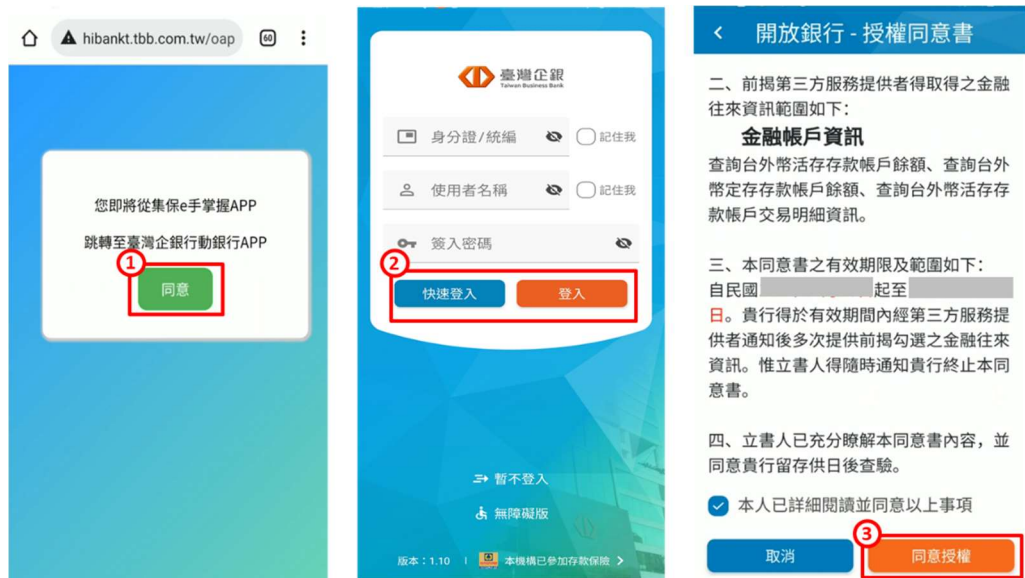 hibankt.tbb.com.tw/oap
60
您即將從集保e手掌握APP
跳轉至臺灣企銀行動銀行APP
1
同意
臺灣企銀
Taiwan Business Bank
身分證/統編
記住我
使用者名稱
記住我
簽入密碼
2
快速登入
登入
暫不登入
無障礙版
版本：1.10 | 本機構已參加存款保險 >
開放銀行 - 授權同意書
二、前揭第三方服務提供者得取得之金融
往來資訊範圍如下：
金融帳戶資訊
查詢台外幣活存存款帳戶餘額、查詢台外
幣定存存款帳戶餘額、查詢台外幣活存存
款帳戶交易明細資訊。
三、本同意書之有效期限及範圍如下：
自民國 起至
日。貴行得於有效期間內經第三方服務提
供者通知後多次提供前揭勾選之金融往來
資訊。惟立書人得隨時通知貴行終止本同
意書。
四、立書人已充分瞭解本同意書內容，並
同意貴行留存供日後查驗。
本人已詳細閱讀並同意以上事項
3
取消
同意授權